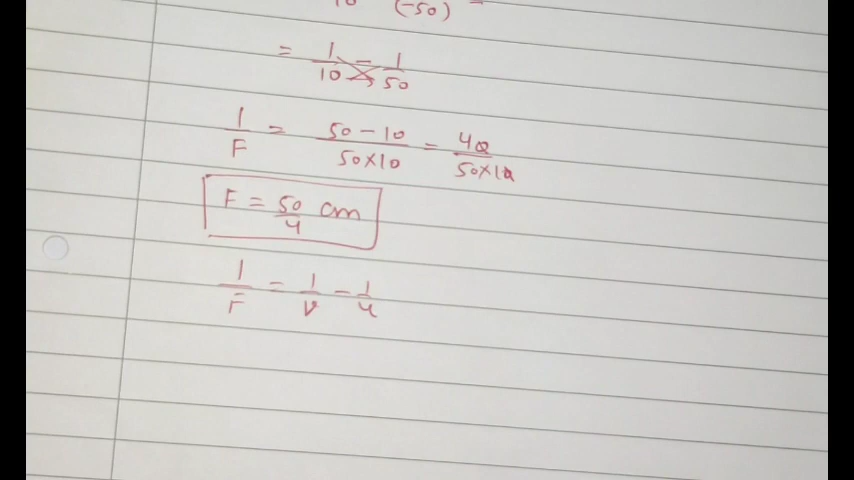 10 (-50)
= 1/10 - 1/50
1/F = 50-10/50×10 = 40/50×10
F = 50/4 cm
1/F = 1/v - 1/u